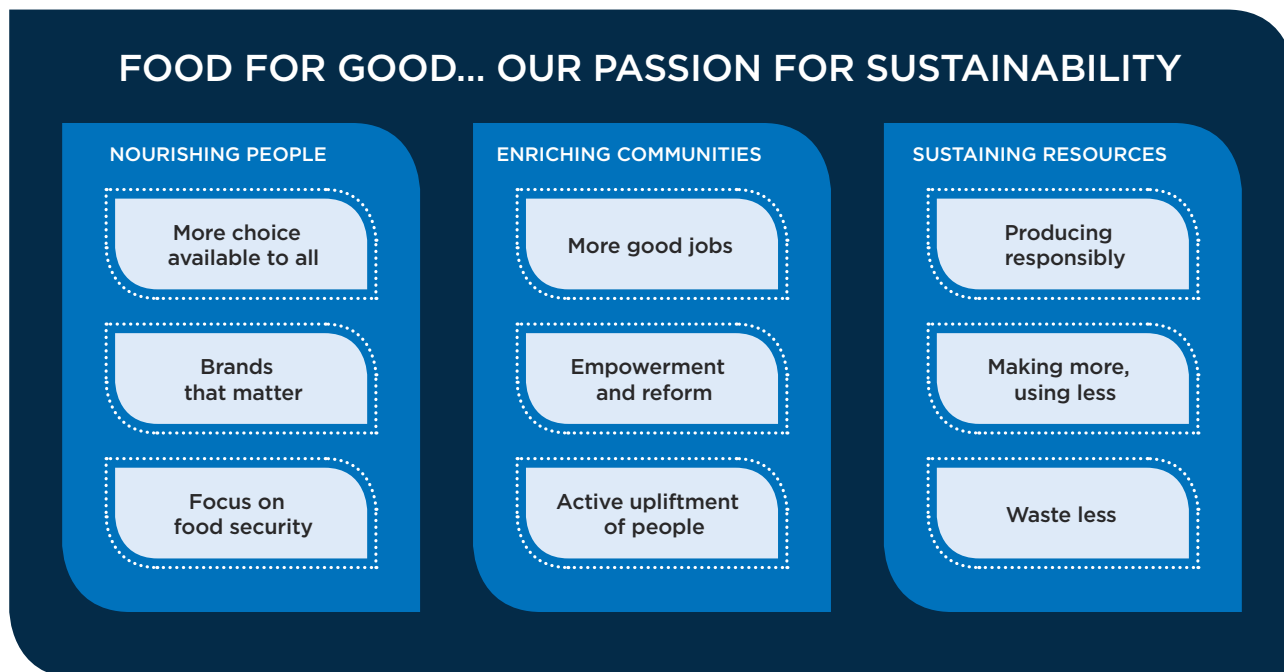 FOOD FOR GOOD... OUR PASSION FOR SUSTAINABILITY
NOURISHING PEOPLE
More choice
available to all
Brands
that matter
Focus on
food security
ENRICHING COMMUNITIES
More good jobs
Empowerment
and reform
Active upliftment
of people
SUSTAINING RESOURCES
Producing
responsibly
Making more,
using less
Waste less